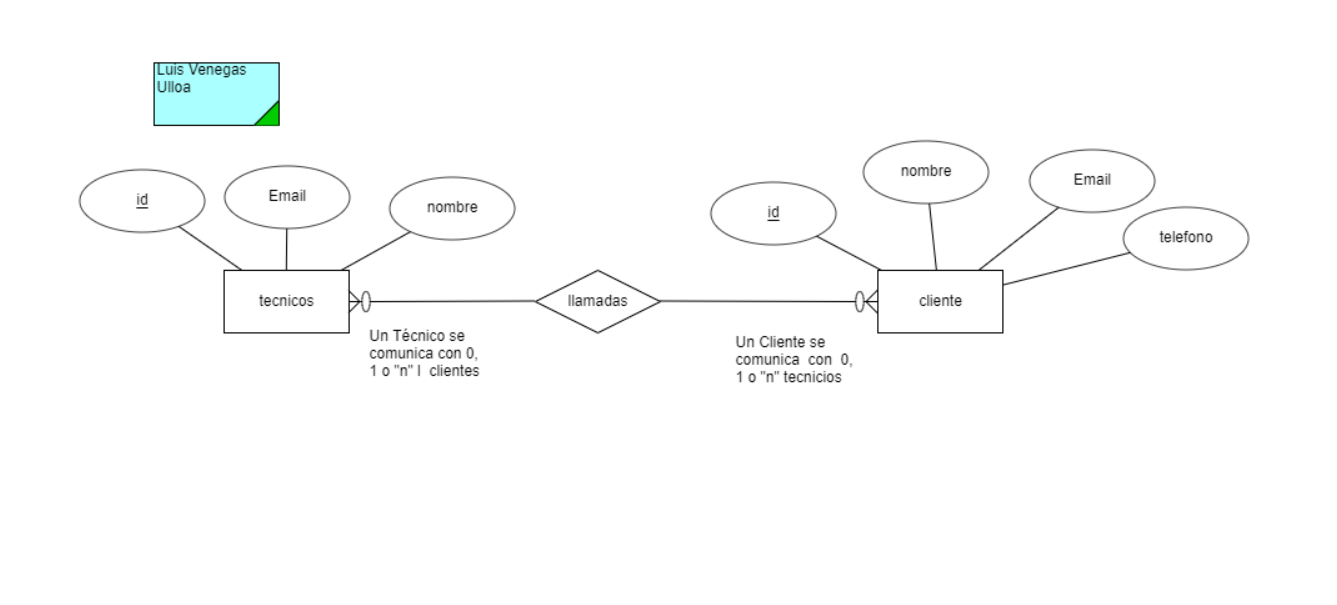 Luis Venegas
Ulloa
id
Email
nombre
id
nombre
Email
telefono
tecnicos
llamadas
cliente
Un Técnico se
comunica con 0,
1 o "n" l  clientes
Un Cliente se
comunica  con  0,
1 o "n" tecnicios